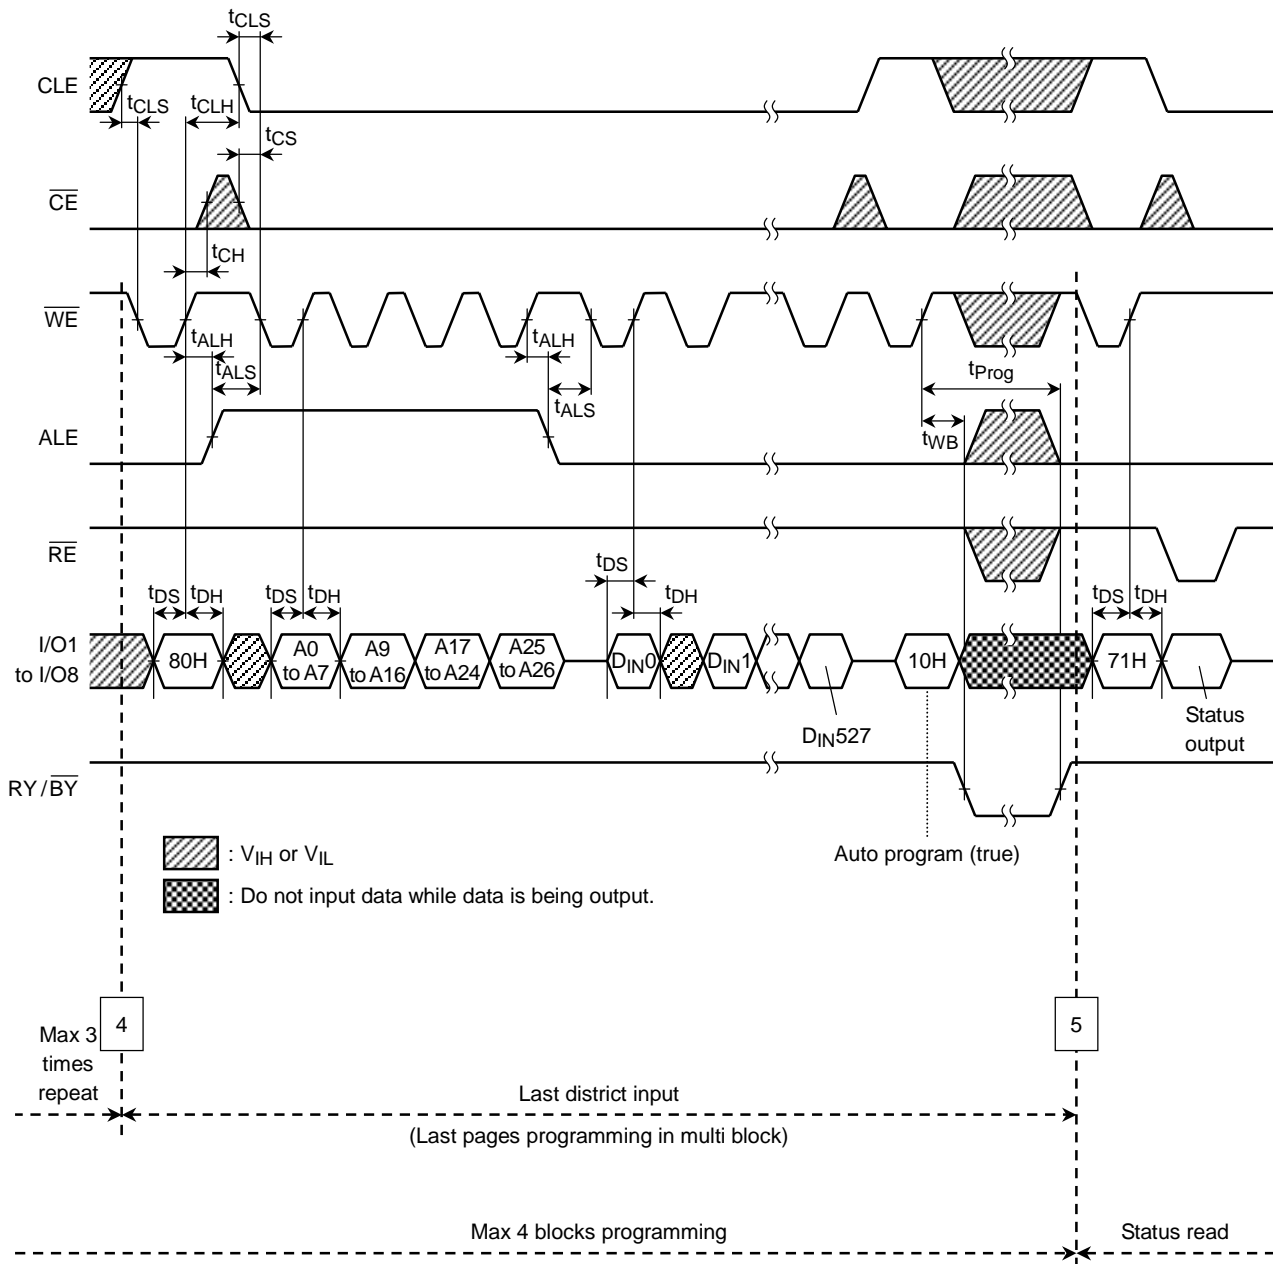 tCLS
CLE
tCLS
tCLH
tCS
CE
tCH
WE
tALH
tALH
tALS
tProg
tALS
ALE
tWB
RE
tDS
tDS
tDH
tDS
tDH
tDH
tDS
tDH
I/O1
to I/O8
80H
A0
to A7
A9
to A16
A17
to A24
A25
to A26
DIN0
DIN1
10H
71H
DIN527
Status
output
RY/BY
: VIH or VIL
Auto program (true)
: Do not input data while data is being output.
4
5
Max 3
times
repeat
Last district input
(Last pages programming in multi block)
Max 4 blocks programming
Status read